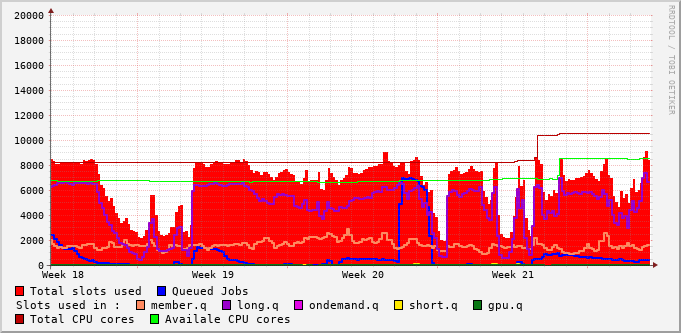 20000
18000
16000
14000
12000
10000
8000
6000
4000
2000
0
Week 18 Week 19 Week 20 Week 21
Total slots used Queued Jobs
Slots used in : member.q long.q ondemand.q short.q gpu.q
Total CPU cores Availale CPU cores
RRDTOOL / TOBI OETIKER